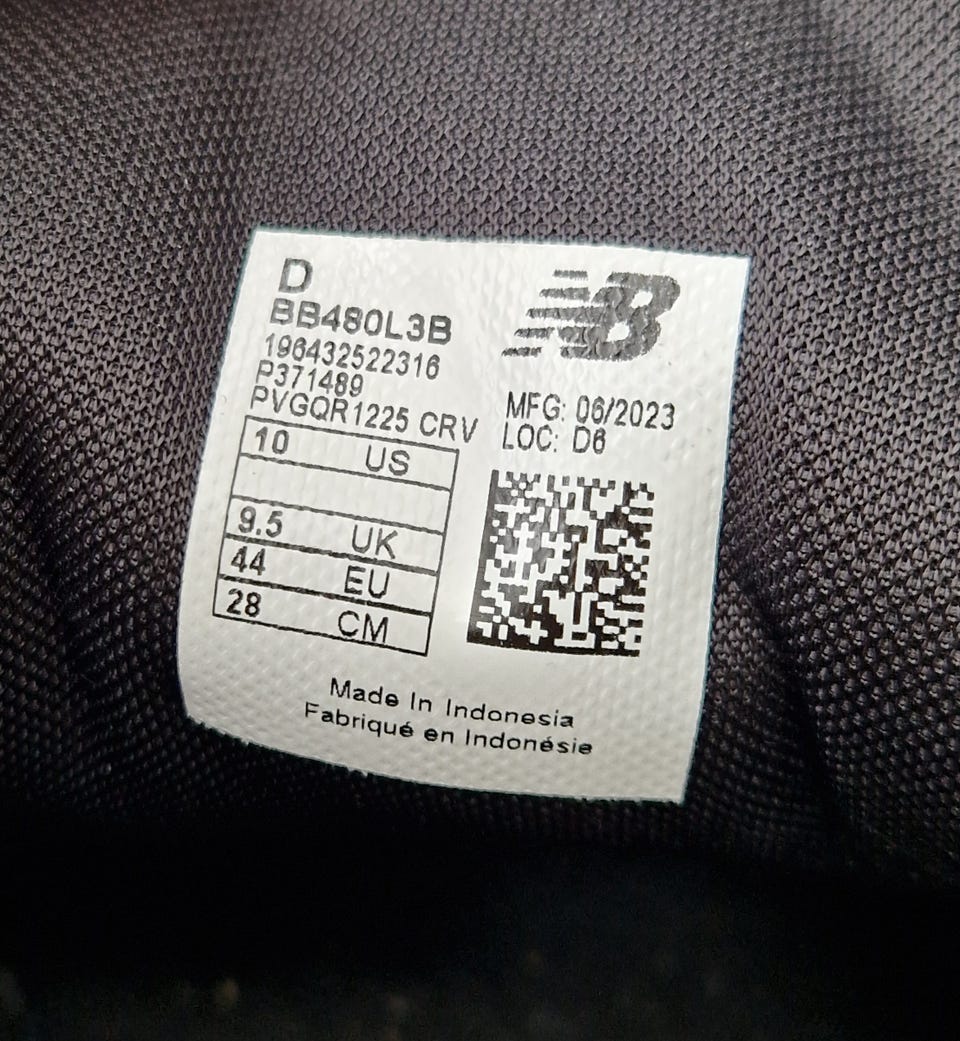 D
BB480L3B
196432522316
P371489
PVGQR1225 CRV
10 US
9.5 UK
44 EU
28 CM
NB
MFG: 06/2023
LOC: D6
Made In Indonesia
Fabriqué en Indonésie